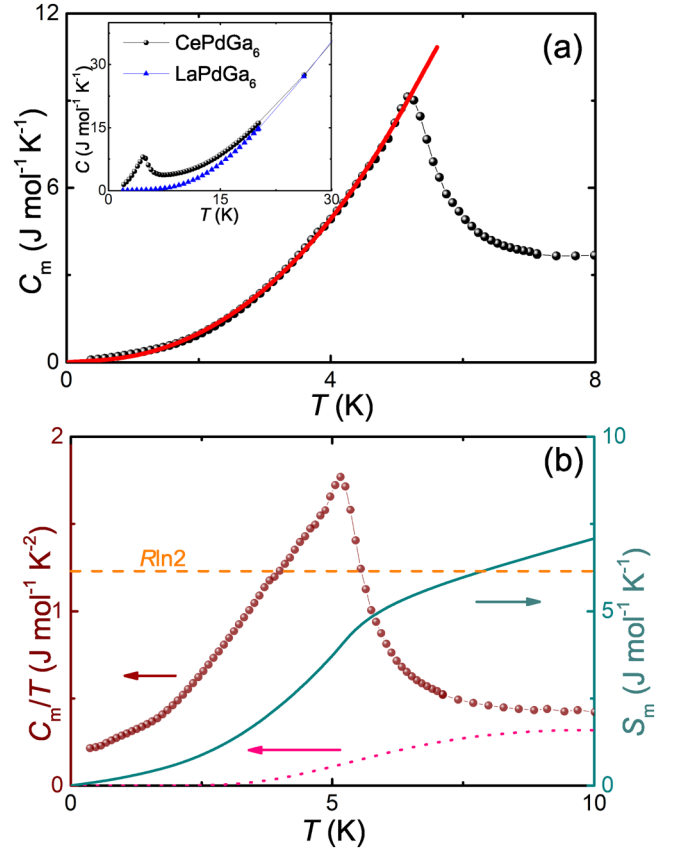 (a)
CePdGa6
LaPdGa6
C (J mol-1 K-1)
30
15
0
0
15
30
T (K)
Cm (J mol-1 K-1)
12
9
6
3
0
0
4
8
T (K)
(b)
Rln2
Cm/T (J mol-1 K-2)
2
1
0
Sm (J mol-1 K-1)
10
5
0
0
5
10
T (K)